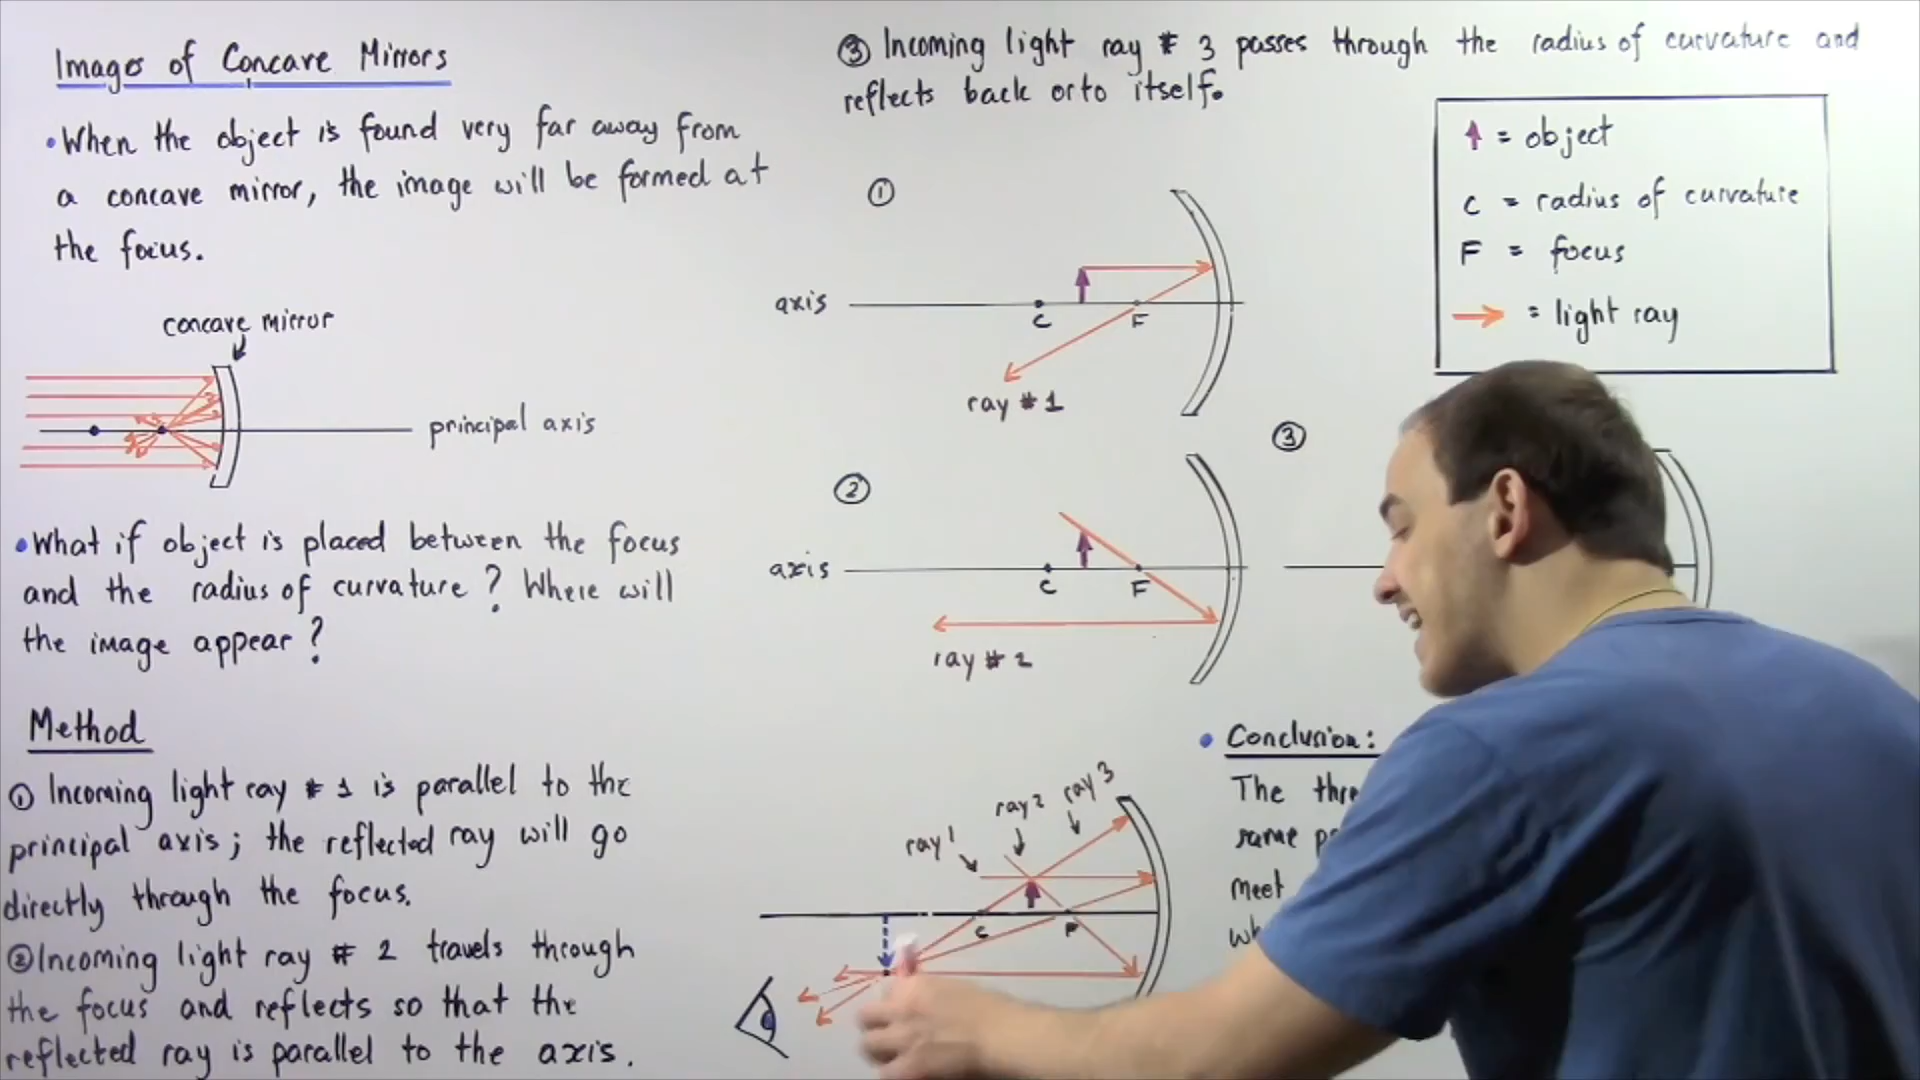 Images of Concave Mirrors
•When the object is found very far away from
a concave mirror, the image will be formed at
the focus.
concave mirror
principal axis
•What if object is placed between the focus
and the radius of curvature? Where will
the image appear?
Method
① Incoming light ray # 1 is parallel to the
principal axis; the reflected ray will go
directly through the focus.
②Incoming light ray # 2 travels through
the focus and reflects so that the
reflected ray is parallel to the axis.
③ Incoming light ray # 3 passes through the radius of curvature and
reflects back onto itself.
= object
C = radius of curvature
F = focus
= light ray
①
axis
C
F
ray # 1
②
axis
C
F
ray # 2
③
ray 1
ray 2
ray 3
C
F
• Conclusion:
The
same
meet